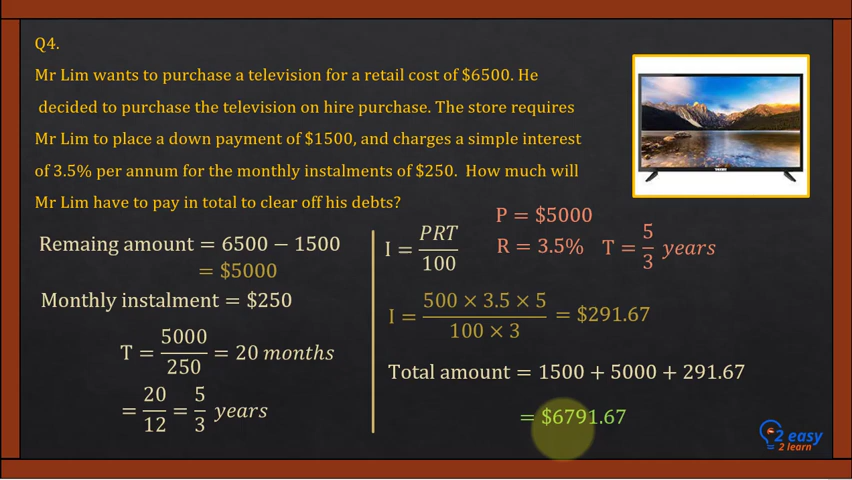 Q4.
Mr Lim wants to purchase a television for a retail cost of $6500. He
decided to purchase the television on hire purchase. The store requires
Mr Lim to place a down payment of $1500, and charges a simple interest
of 3.5% per annum for the monthly instalments of $250. How much will
Mr Lim have to pay in total to clear off his debts?
Remaing amount = 6500 − 1500
= $5000
Monthly instalment = $250
T = 5000/250 = 20 months
= 20/12 = 5/3 years
I = PRT/100
P = $5000
R = 3.5%
T = 5/3 years
I = 500 × 3.5 × 5 / 100 × 3 = $291.67
Total amount = 1500 + 5000 + 291.67
= $6791.67
2 easy
2 learn